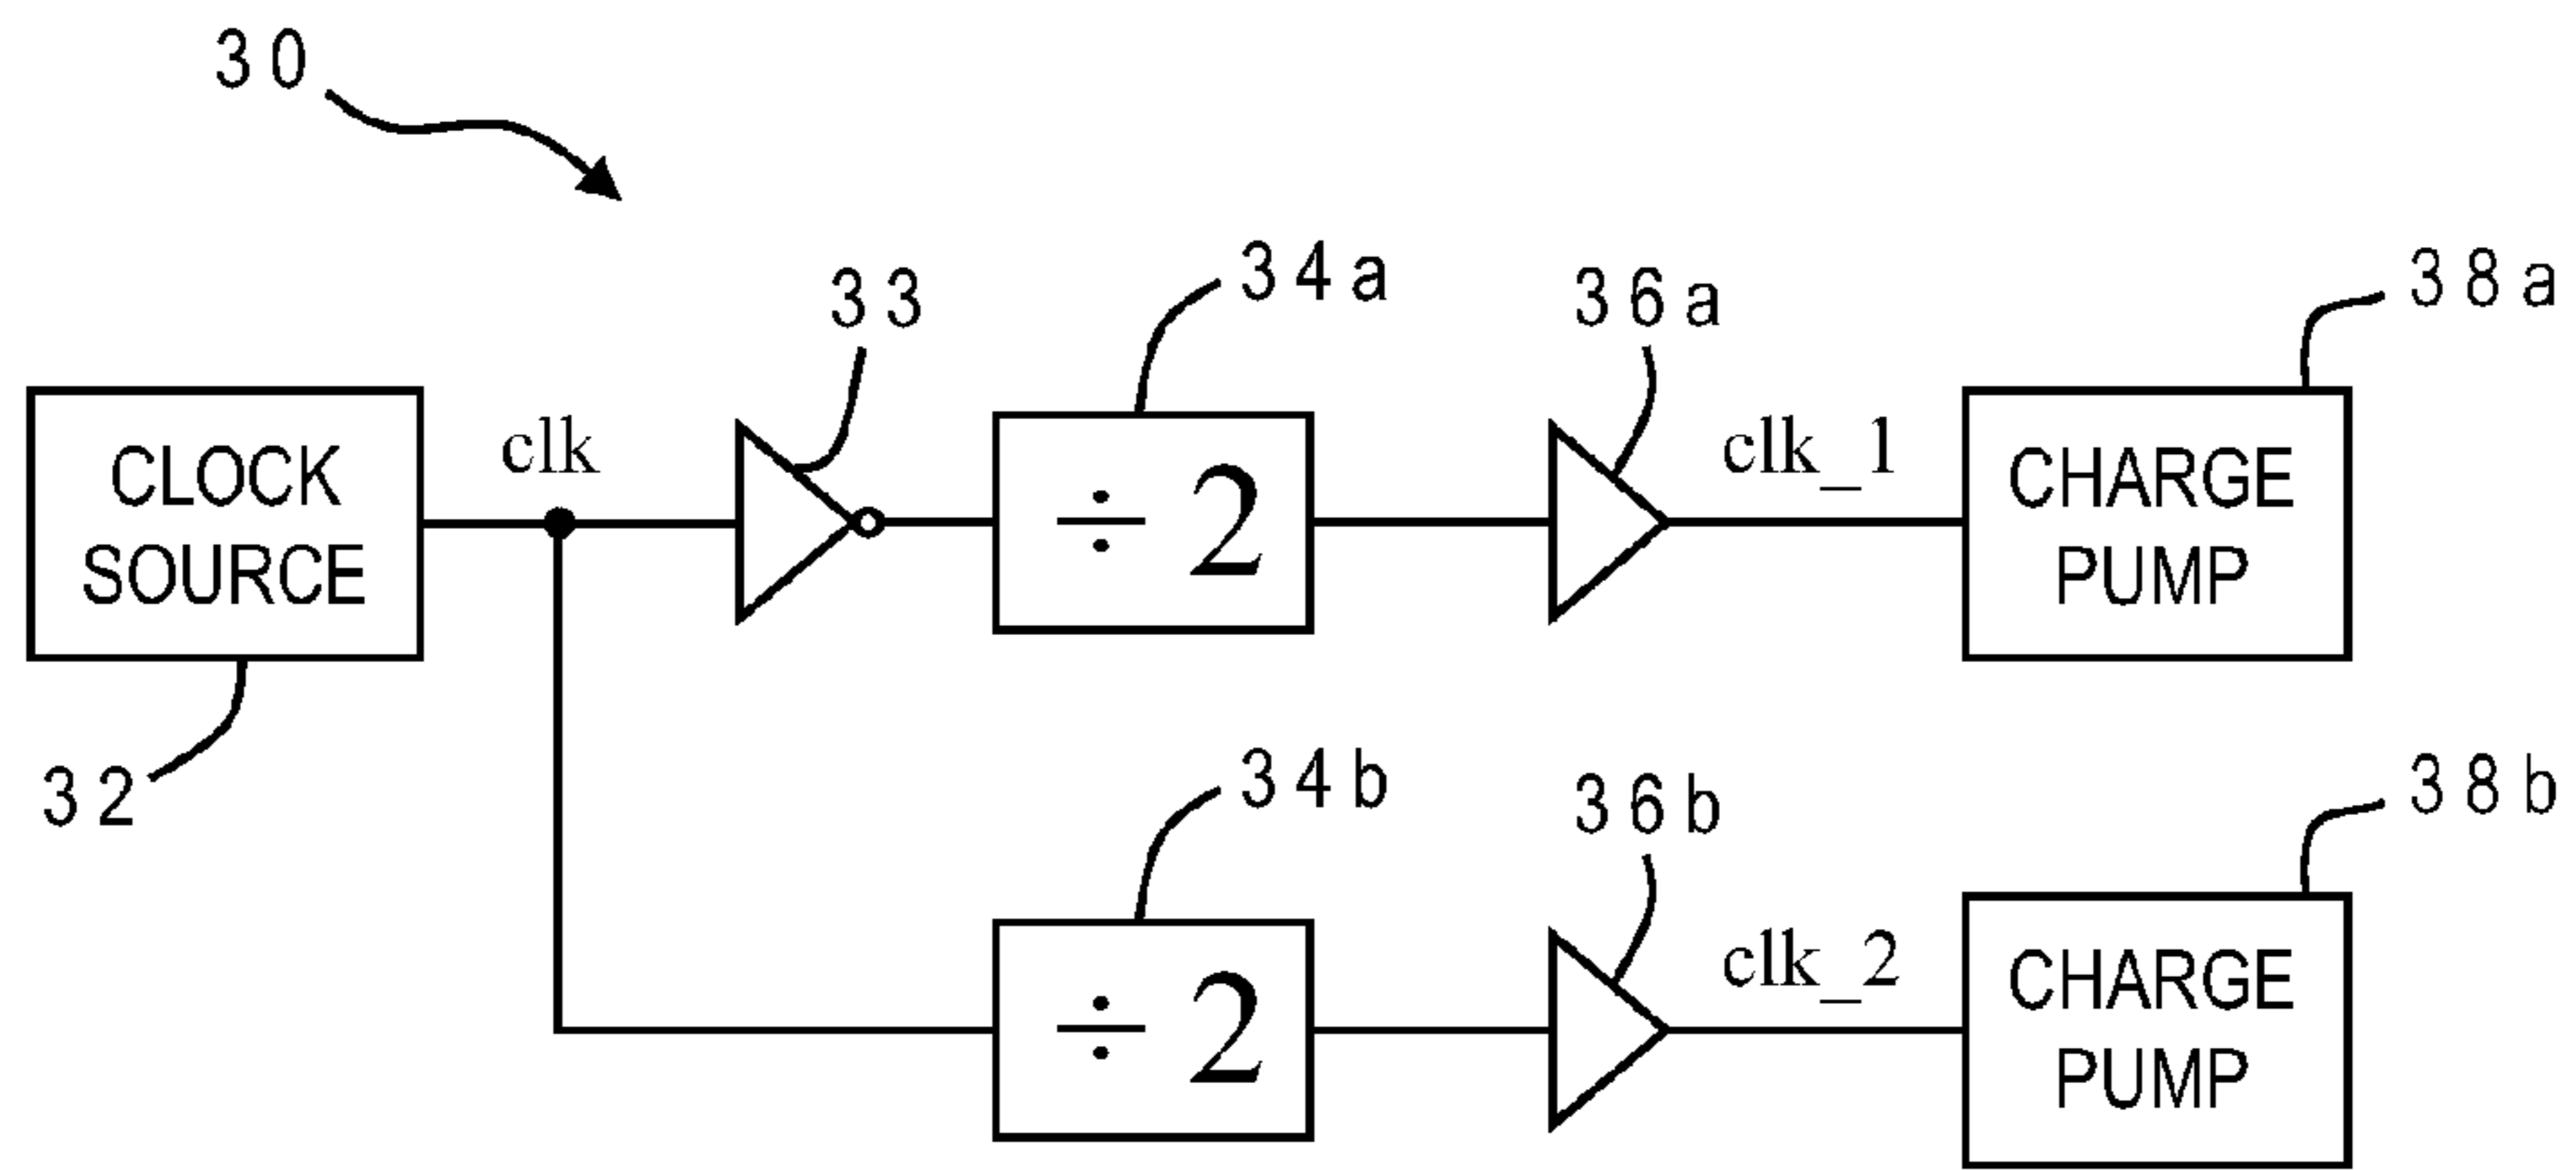 30
33
34a
36a
38a
CLOCK
SOURCE
clk
÷ 2
clk_1
CHARGE
PUMP
32
34b
36b
38b
÷ 2
clk_2
CHARGE
PUMP